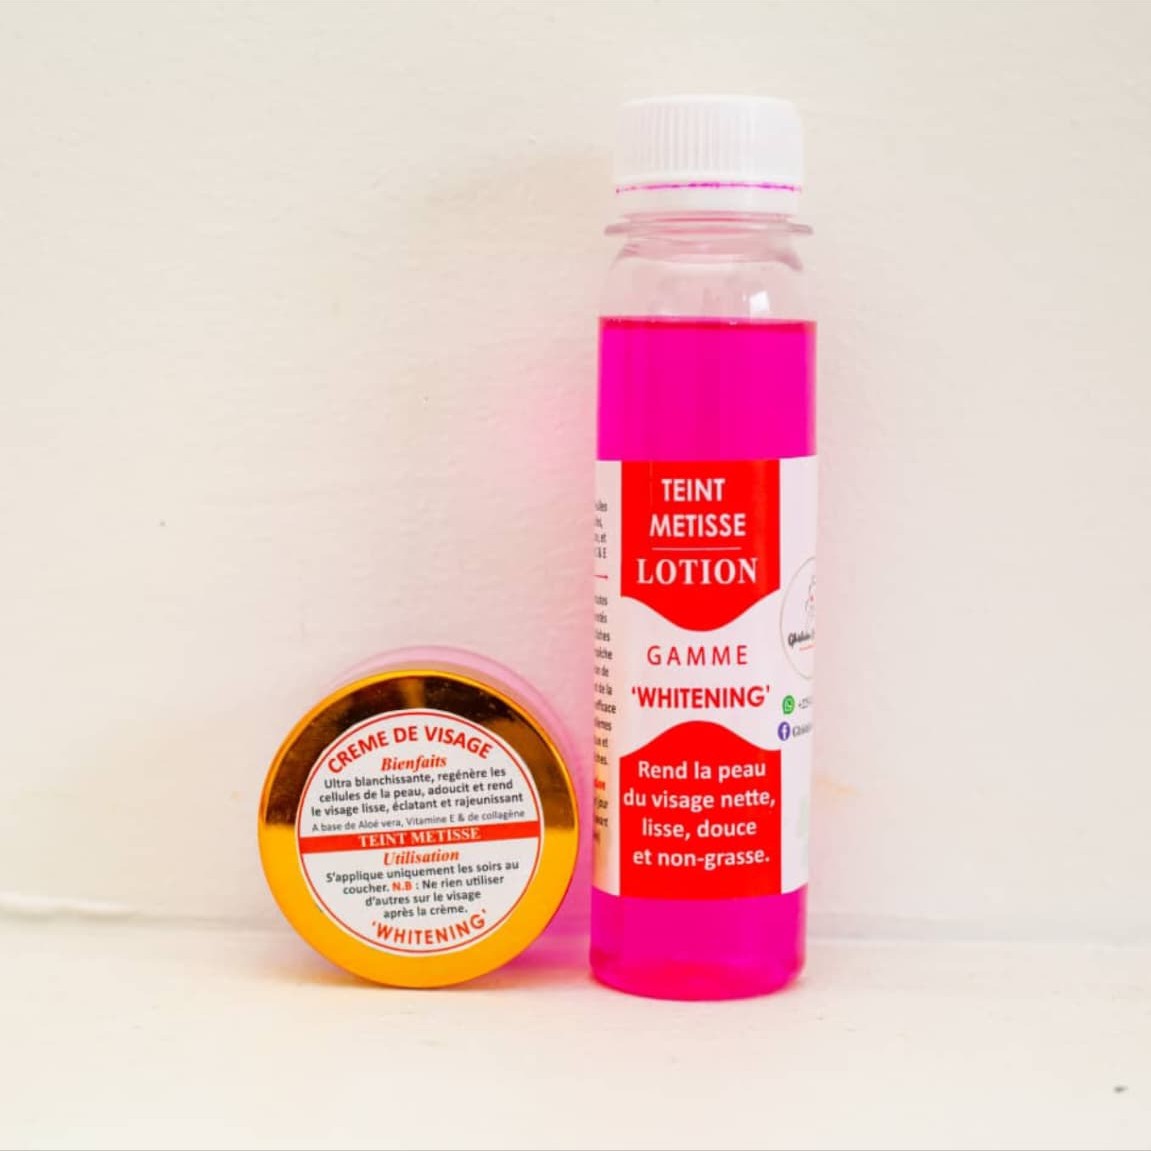 CREME DE VISAGE
Bienfaits
Ultra blanchissante, regénère les
cellules de la peau, adoucit et rend
le visage lisse, éclatant et rajeunissant
A base de Aloé vera, Vitamine E & de collagène
TEINT METISSE
Utilisation
S'applique uniquement les soirs au
coucher. N.B : Ne rien utiliser
d'autres sur le visage
après la crème.
'WHITENING'
TEINT
METISSE
LOTION
GAMME
'WHITENING'
Rend la peau
du visage nette,
lisse, douce
et non-grasse.